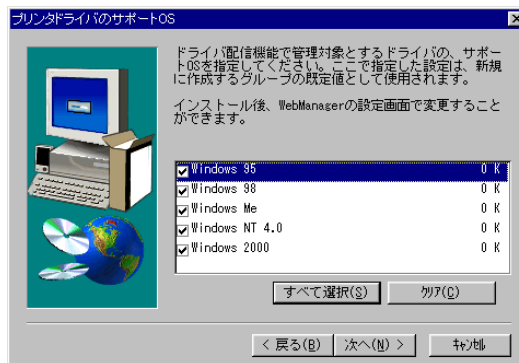 プリンタドライバのサポートOS
ドライバ配信機能で管理対象とするドライバの、サポー
トOSを指定してください。ここで指定した設定は、新規
に作成するグループの既定値として使用されます。
インストール後、WebManagerの設定画面で変更すること
ができます。
Windows 95 0 K
Windows 98 0 K
Windows Me 0 K
Windows NT 4.0 0 K
Windows 2000 0 K
すべて選択(S) クリア(C)
< 戻る(B) 次へ(N) > キャンセル